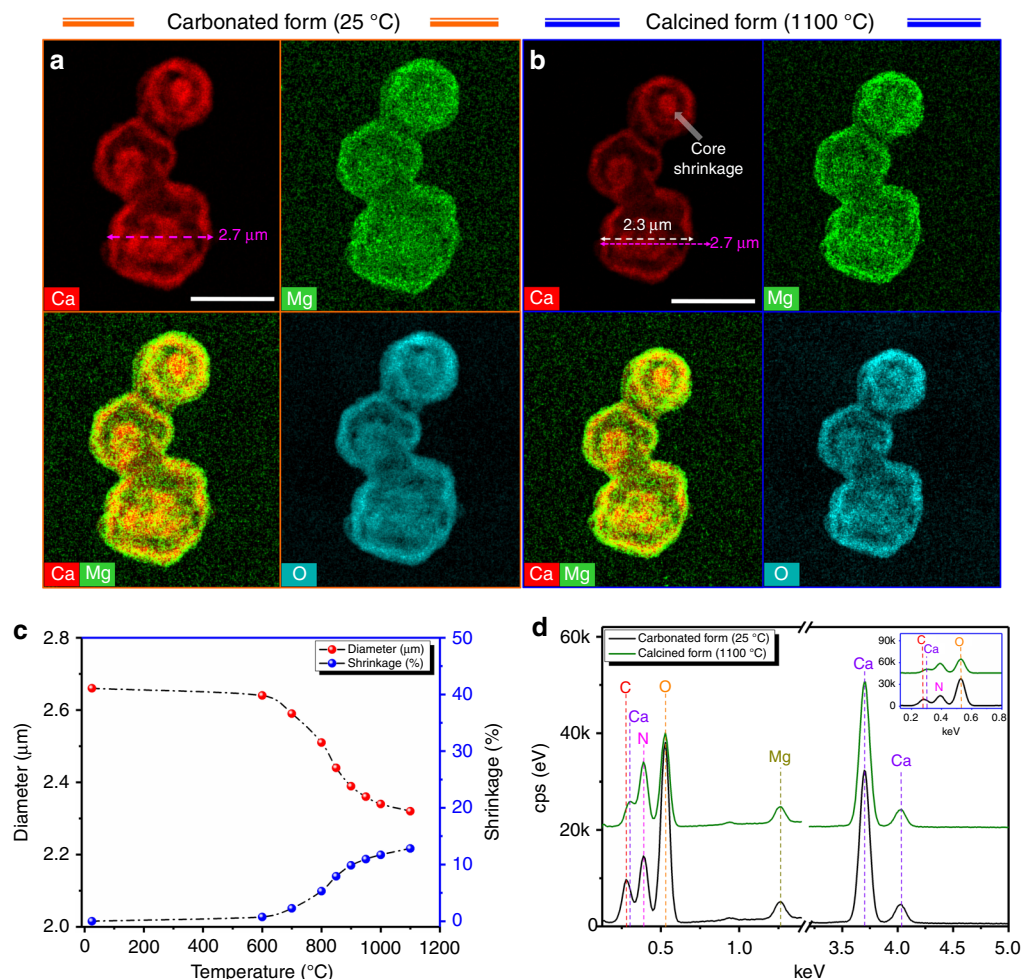 Carbonated form (25 °C)
Calcined form (1100 °C)
a
2.7 μm
Ca
Mg
b
Core
shrinkage
2.3 μm
2.7 μm
Ca
Mg
Ca Mg
O
Ca Mg
O
c
2.8
2.6
2.4
2.2
2.0
Diameter (μm)
Diameter (μm)
Shrinkage (%)
50
40
30
20
10
0
Shrinkage (%)
0 200 400 600 800 1000 1200
Temperature (°C)
d
60k
40k
20k
0
cps (eV)
Carbonated form (25 °C)
Calcined form (1100 °C)
C
Ca
N
O
Mg
Ca
Ca
0.5 1.0 3.5 4.0 4.5 5.0
keV
90k
60k
30k
0
C
Ca
N
O
0.2 0.4 0.6 0.8
keV